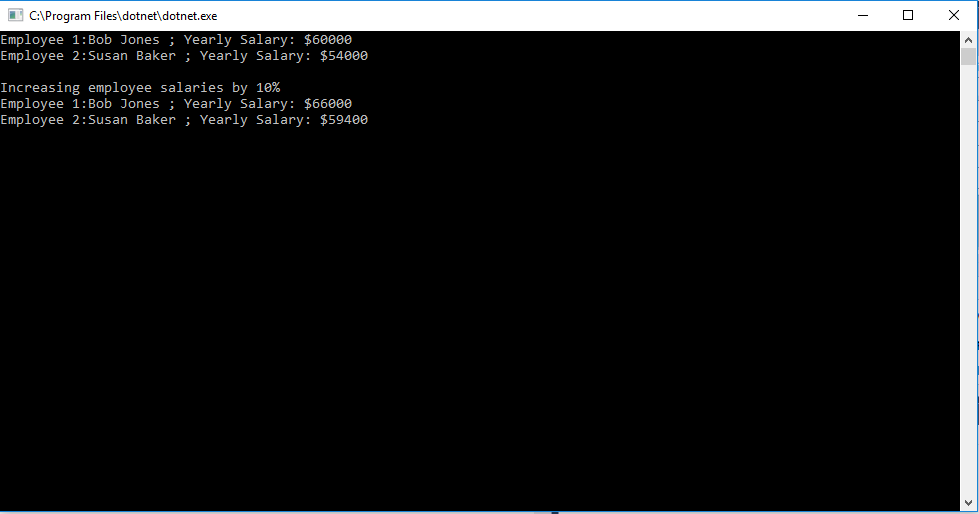 C:\Program Files\dotnet\dotnet.exe
Employee 1:Bob Jones ; Yearly Salary: $60000
Employee 2:Susan Baker ; Yearly Salary: $54000
Increasing employee salaries by 10%
Employee 1:Bob Jones ; Yearly Salary: $66000
Employee 2:Susan Baker ; Yearly Salary: $59400